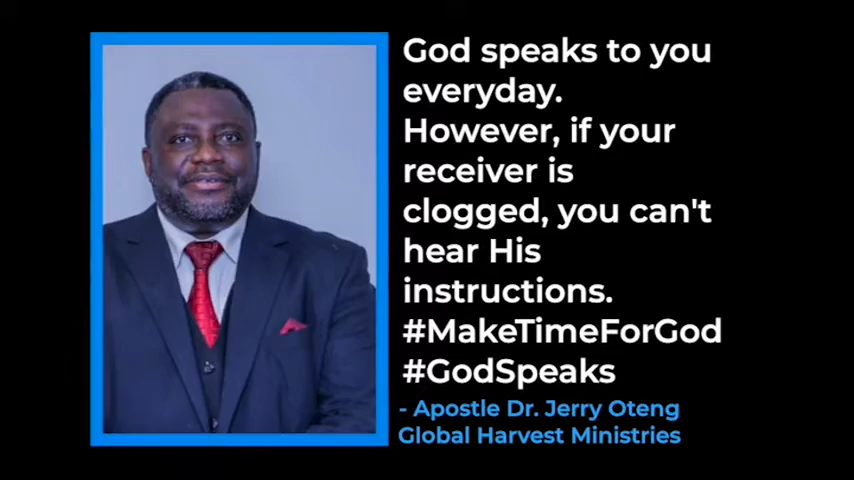 God speaks to you
everyday.
However, if your
receiver is
clogged, you can't
hear His
instructions.
#MakeTimeForGod
#GodSpeaks
- Apostle Dr. Jerry Oteng
Global Harvest Ministries